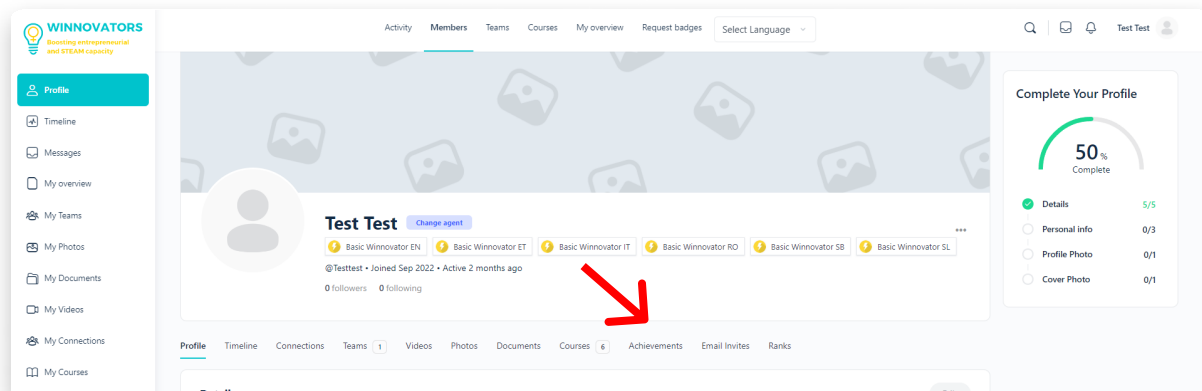 WINNOVATORS
Boosting entrepreneurial
and STEAM capacity
Activity Members Teams Courses My overview Request badges Select Language
Test Test
Profile
Timeline
Messages
My overview
My Teams
My Photos
My Documents
My Videos
My Connections
My Courses
Test Test Change agent
Basic Winnovator EN Basic Winnovator ET Basic Winnovator IT Basic Winnovator RO Basic Winnovator SB Basic Winnovator SL
@Testtest • Joined Sep 2022 • Active 2 months ago
0 followers 0 following
Profile Timeline Connections Teams 1 Videos Photos Documents Courses 6 Achievements Email Invites Ranks
Complete Your Profile
50 %
Complete
Details 5/5
Personal info 0/3
Profile Photo 0/1
Cover Photo 0/1